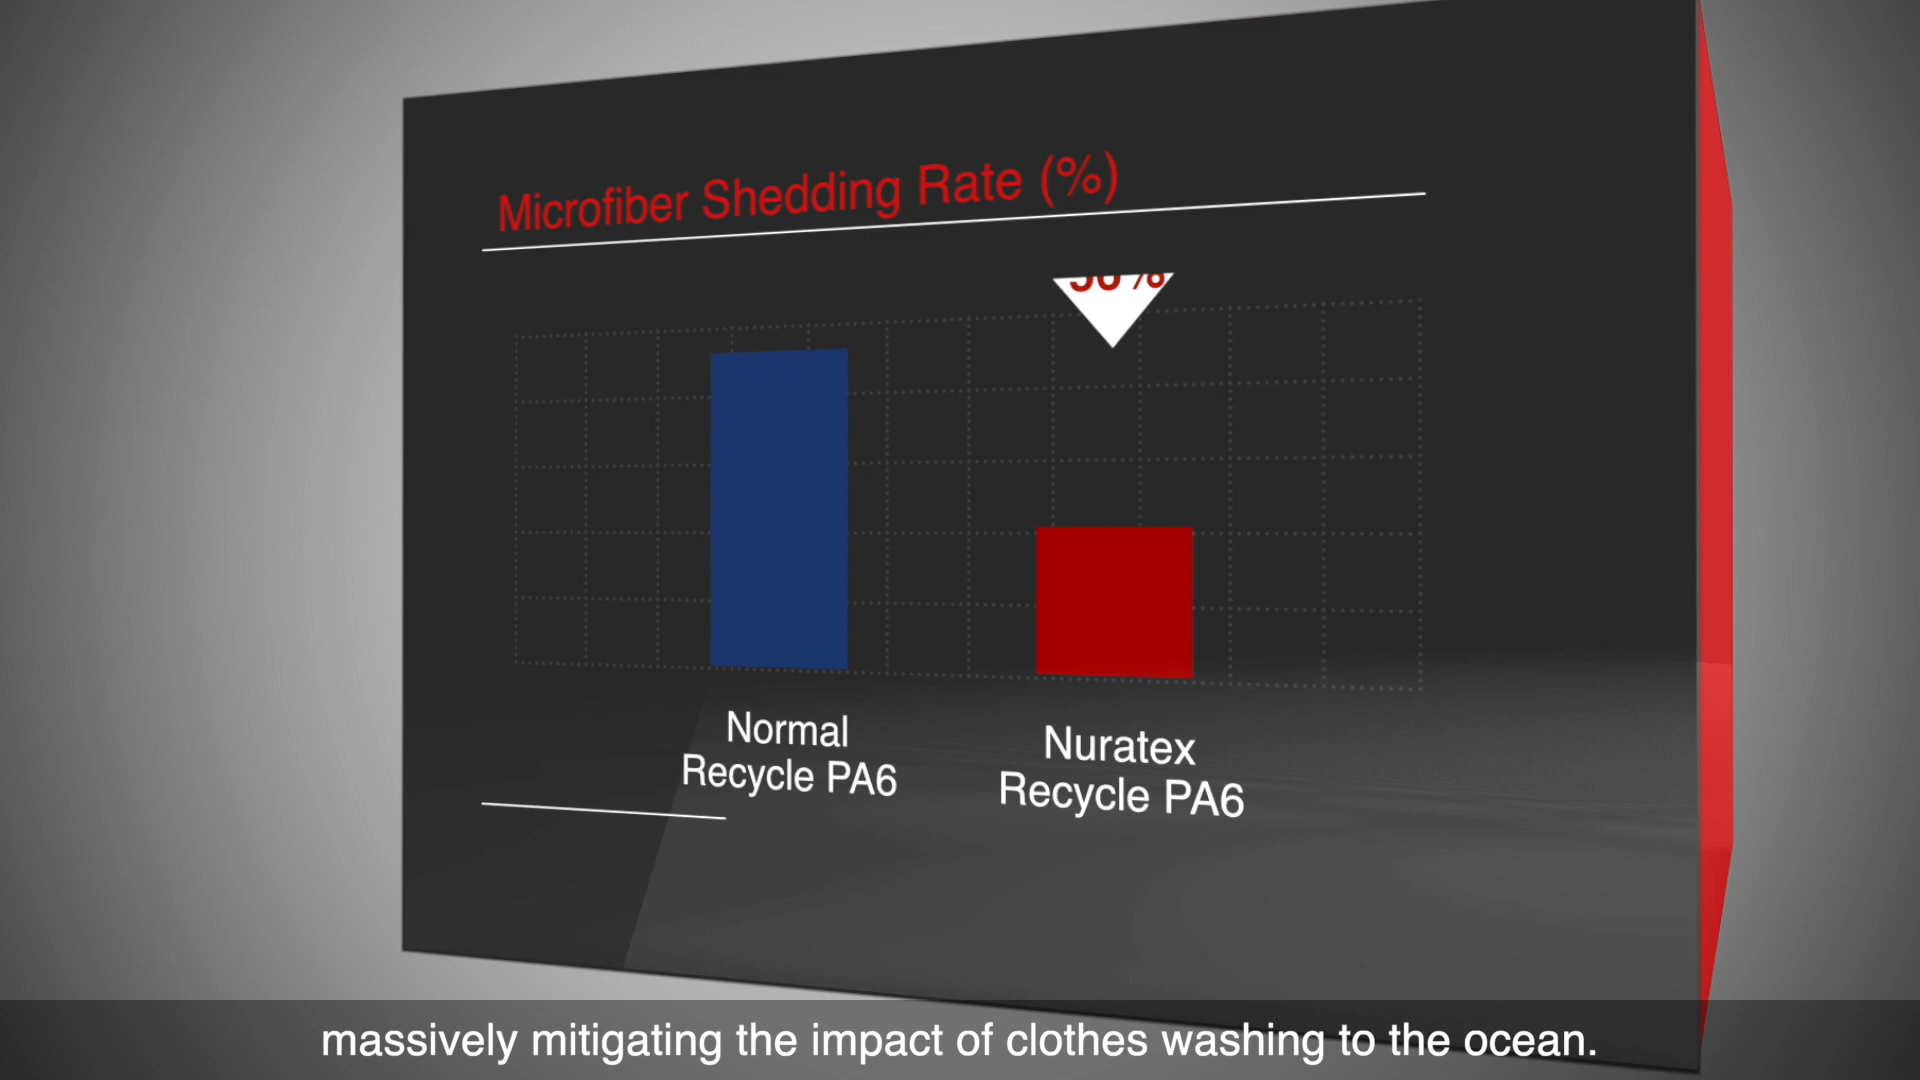 Microfiber Shedding Rate (%)
Normal
Recycle PA6
Nuratex
Recycle PA6
massively mitigating the impact of clothes washing to the ocean.